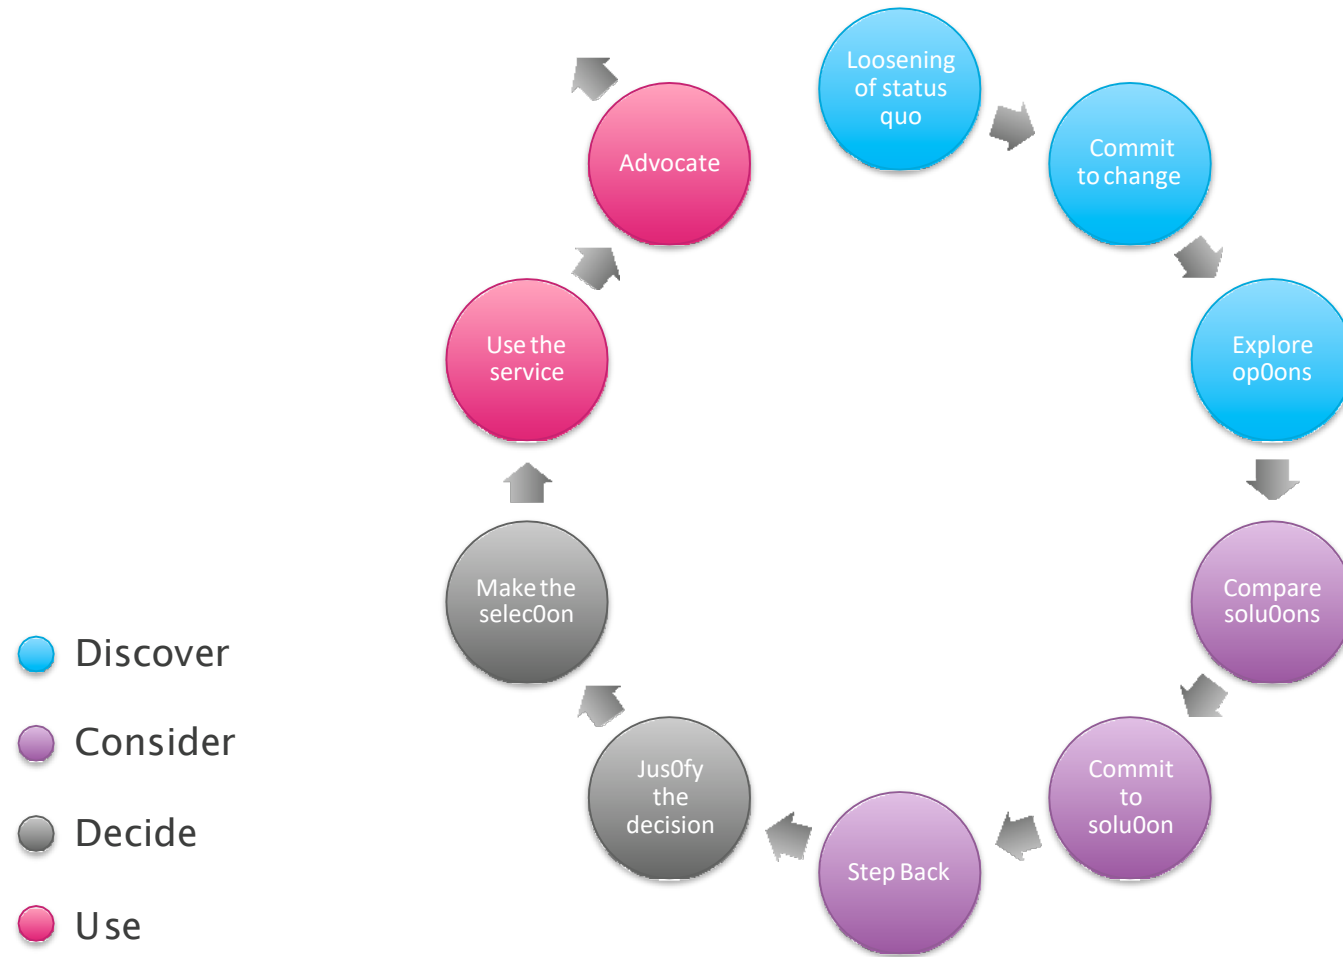 Loosening
of status
quo
Commit
to change
Explore
op0ons
Compare
solu0ons
Commit
to
solu0on
Step Back
Jus0fy
the
decision
Make the
selec0on
Use the
service
Advocate
Discover
Consider
Decide
Use